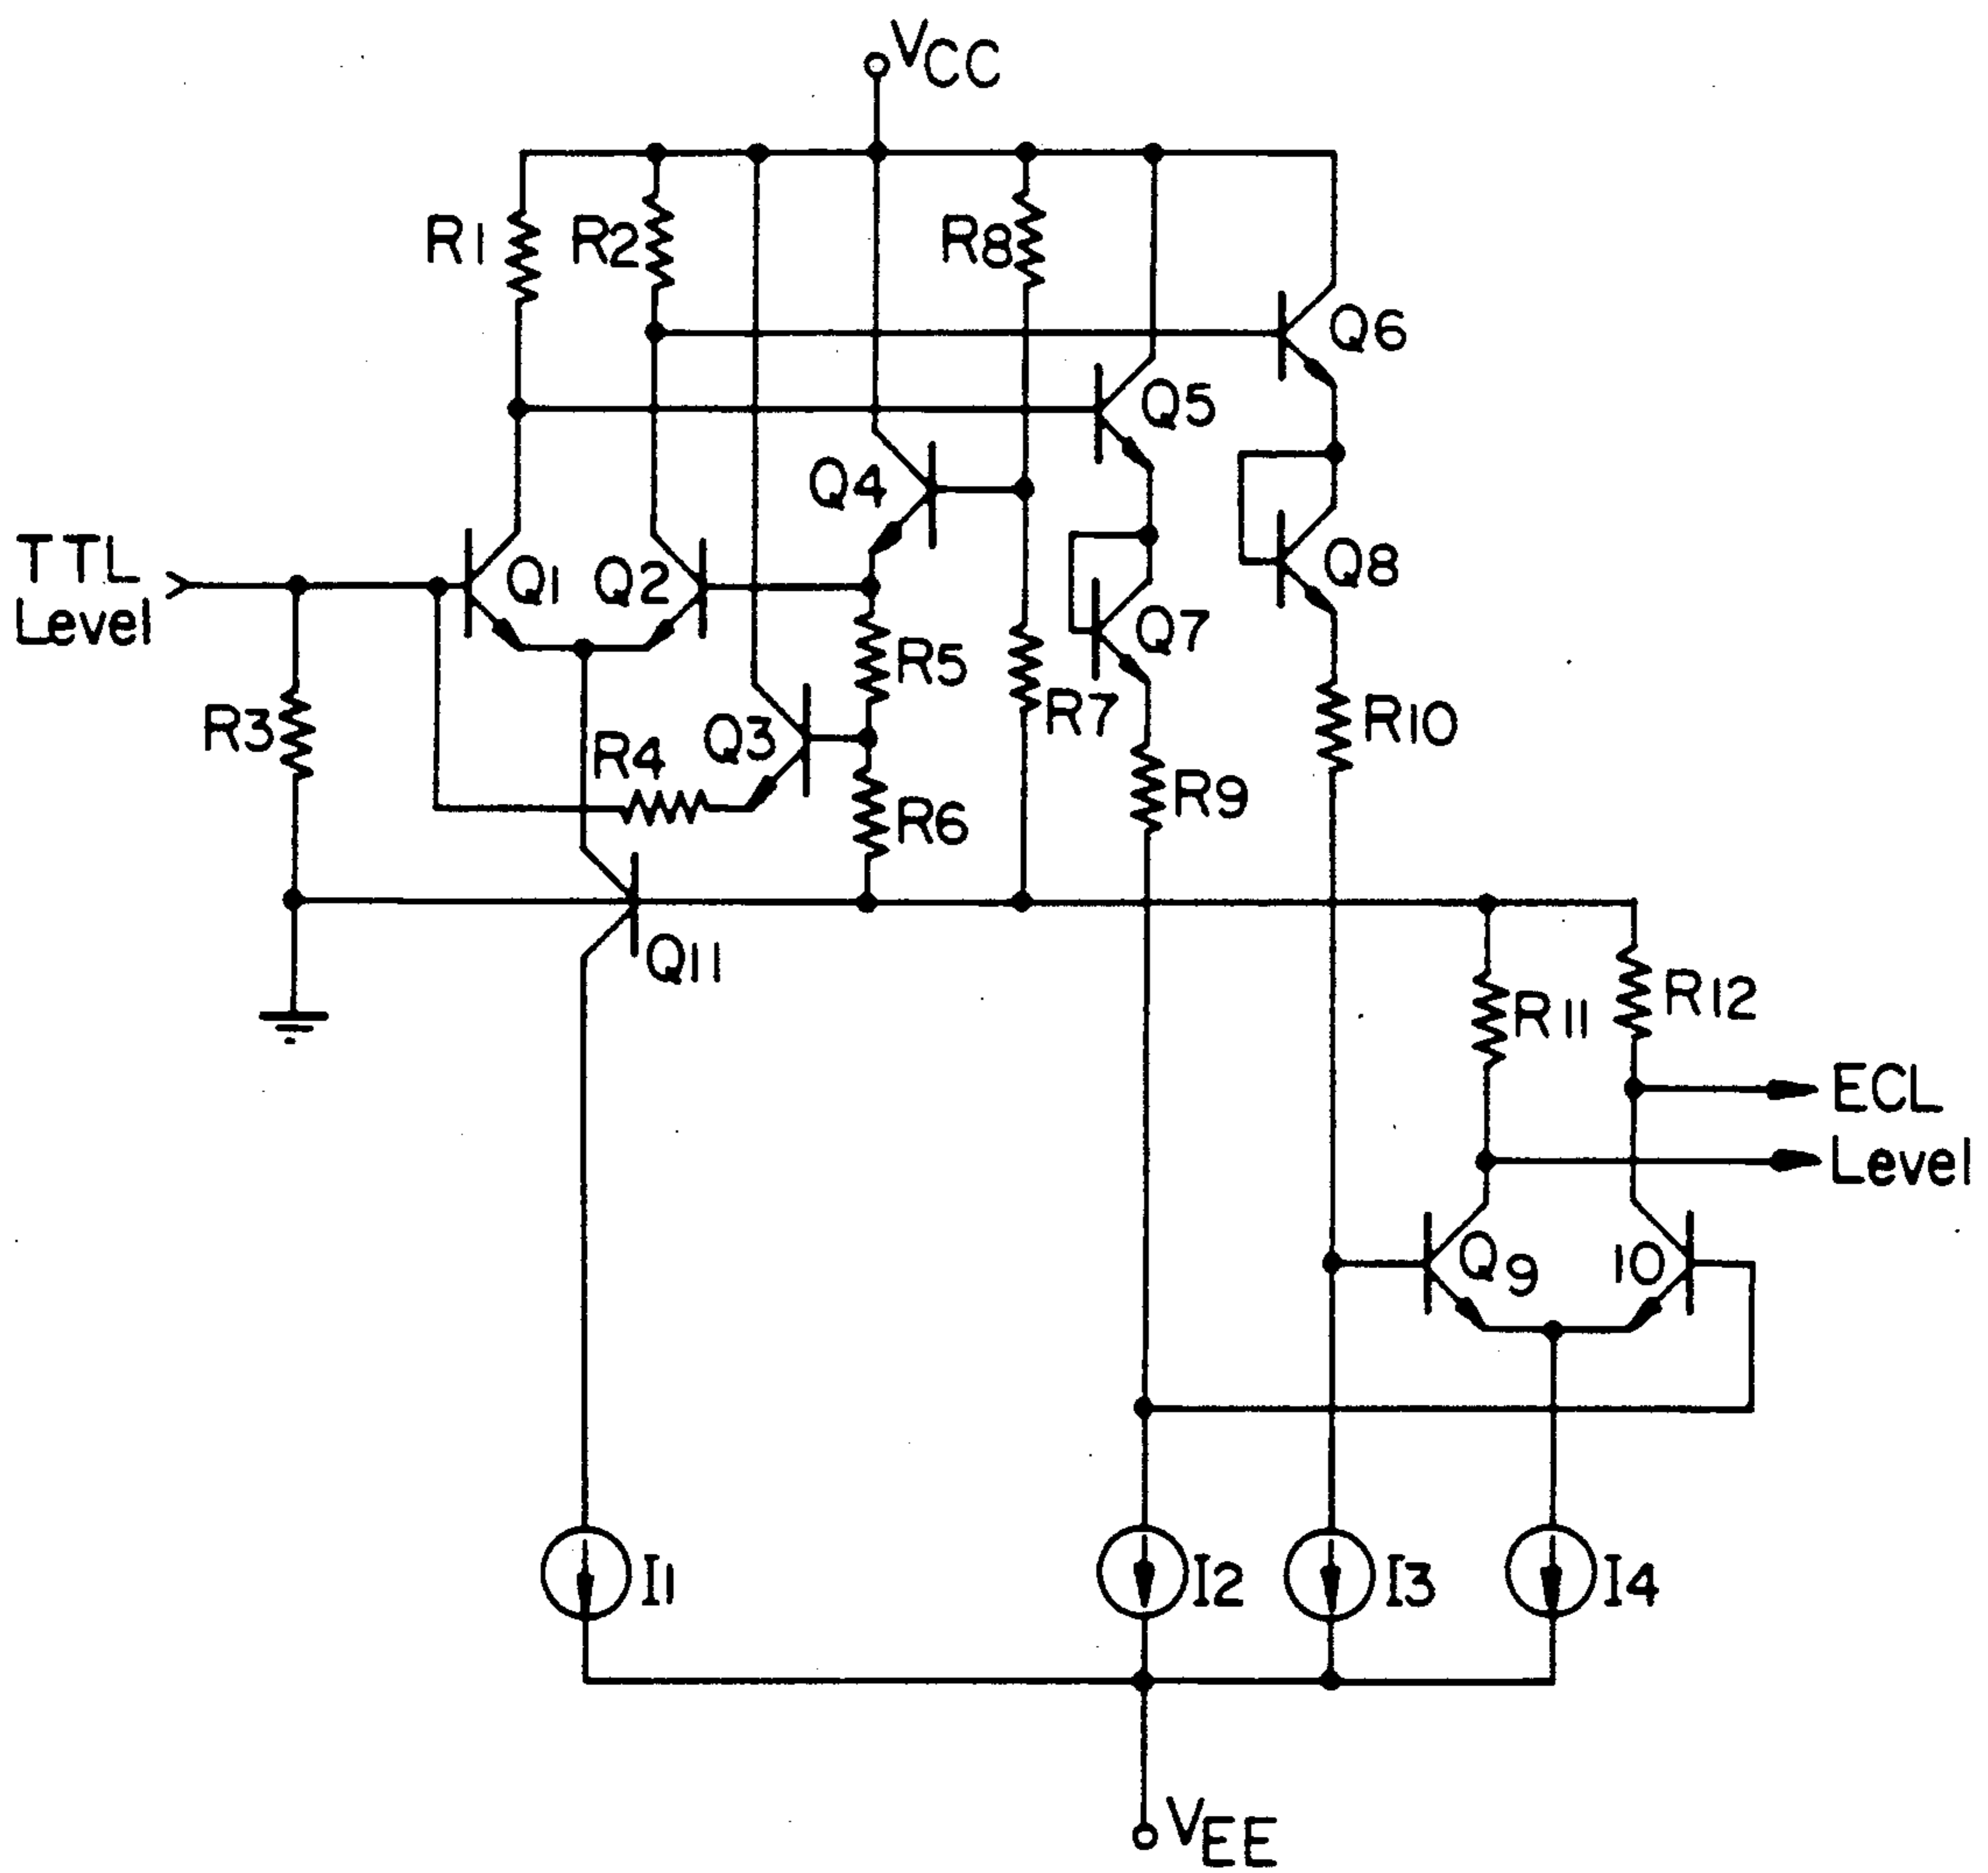 VCC
R1
R2
R8
Q6
Q5
Q4
TTL
Level
Q1
Q2
Q8
Q7
R5
R3
R4
Q3
R7
R10
R9
R6
Q11
R11
R12
ECL
Level
Q9
10
I1
I2
I3
I4
VEE